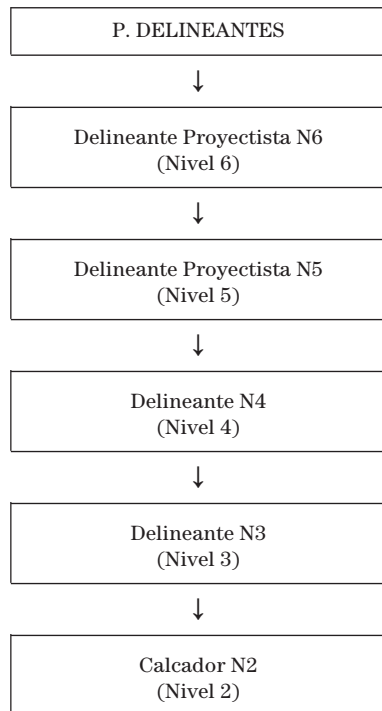 P. DELINEANTES
↓
Delineante Proyectista N6
(Nivel 6)
↓
Delineante Proyectista N5
(Nivel 5)
↓
Delineante N4
(Nivel 4)
↓
Delineante N3
(Nivel 3)
↓
Calcador N2
(Nivel 2)